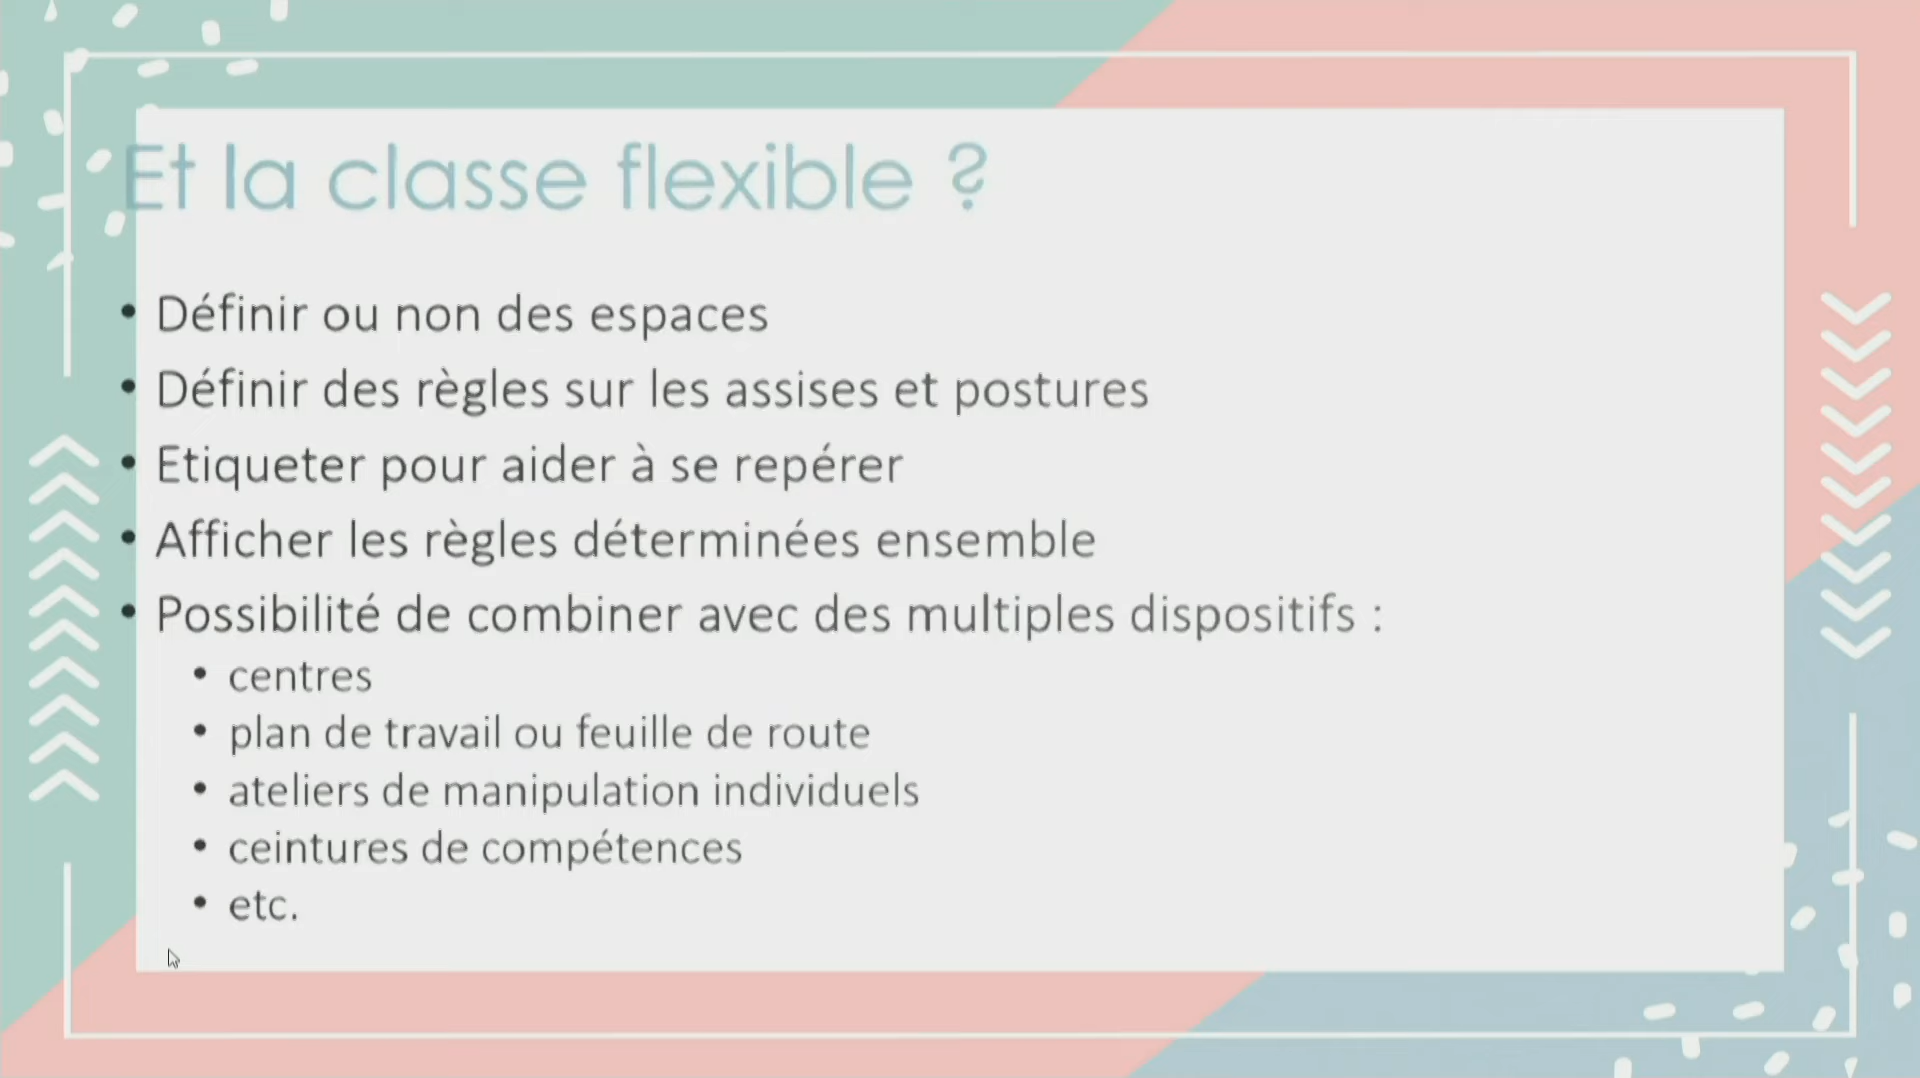 Et la classe flexible ?
• Définir ou non des espaces
• Définir des règles sur les assises et postures
• Etiqueter pour aider à se repérer
• Afficher les règles déterminées ensemble
• Possibilité de combiner avec des multiples dispositifs :
• centres
• plan de travail ou feuille de route
• ateliers de manipulation individuels
• ceintures de compétences
• etc.